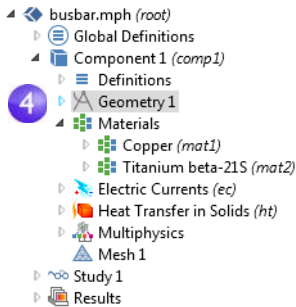 busbar.mph (root)
Global Definitions
Component 1 (comp1)
Definitions
4
Geometry 1
Materials
Copper (mat1)
Titanium beta-21S (mat2)
Electric Currents (ec)
Heat Transfer in Solids (ht)
Multiphysics
Mesh 1
Study 1
Results